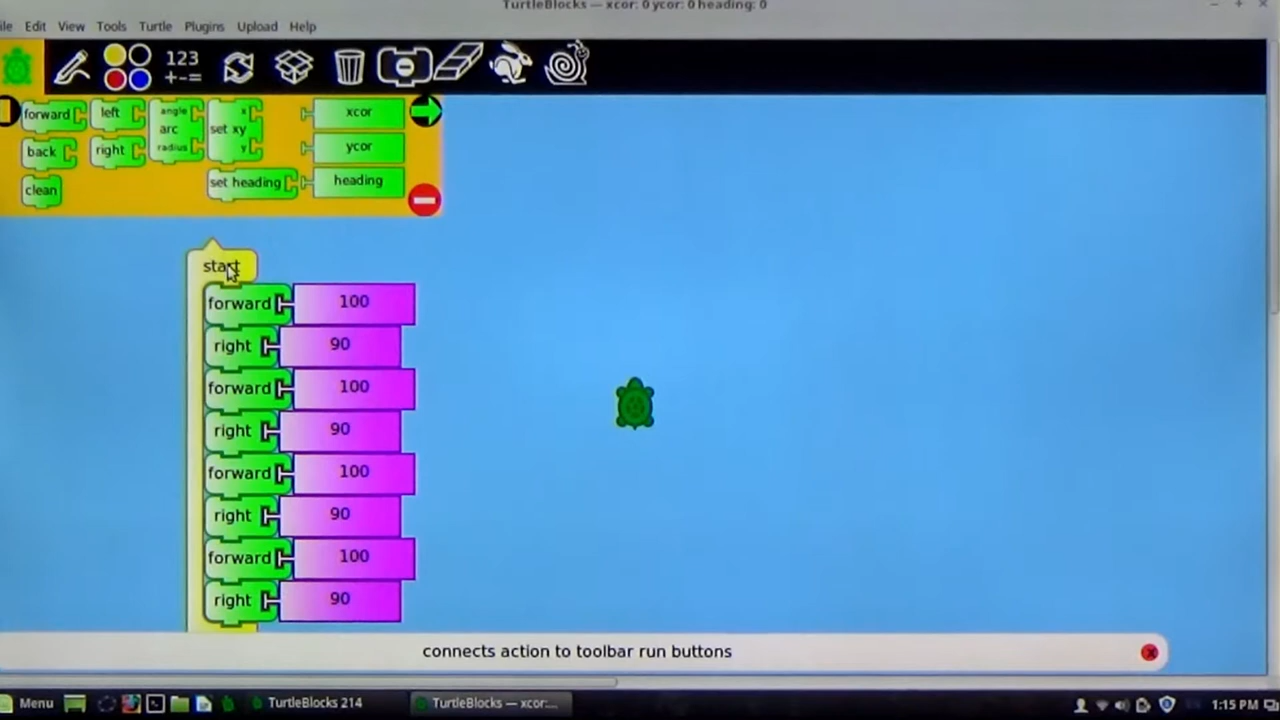 TurtleBlocks — xcor: 0 ycor: 0 heading: 0
ile Edit View Tools Turtle Plugins Upload Help
123
+-=
forward left angle arc radius set xy x y xcor
back right ycor
clean set heading heading
start
forward 100
right 90
forward 100
right 90
forward 100
right 90
forward 100
right 90
connects action to toolbar run buttons
Menu TurtleBlocks 214 TurtleBlocks — xcor:... 1:15 PM